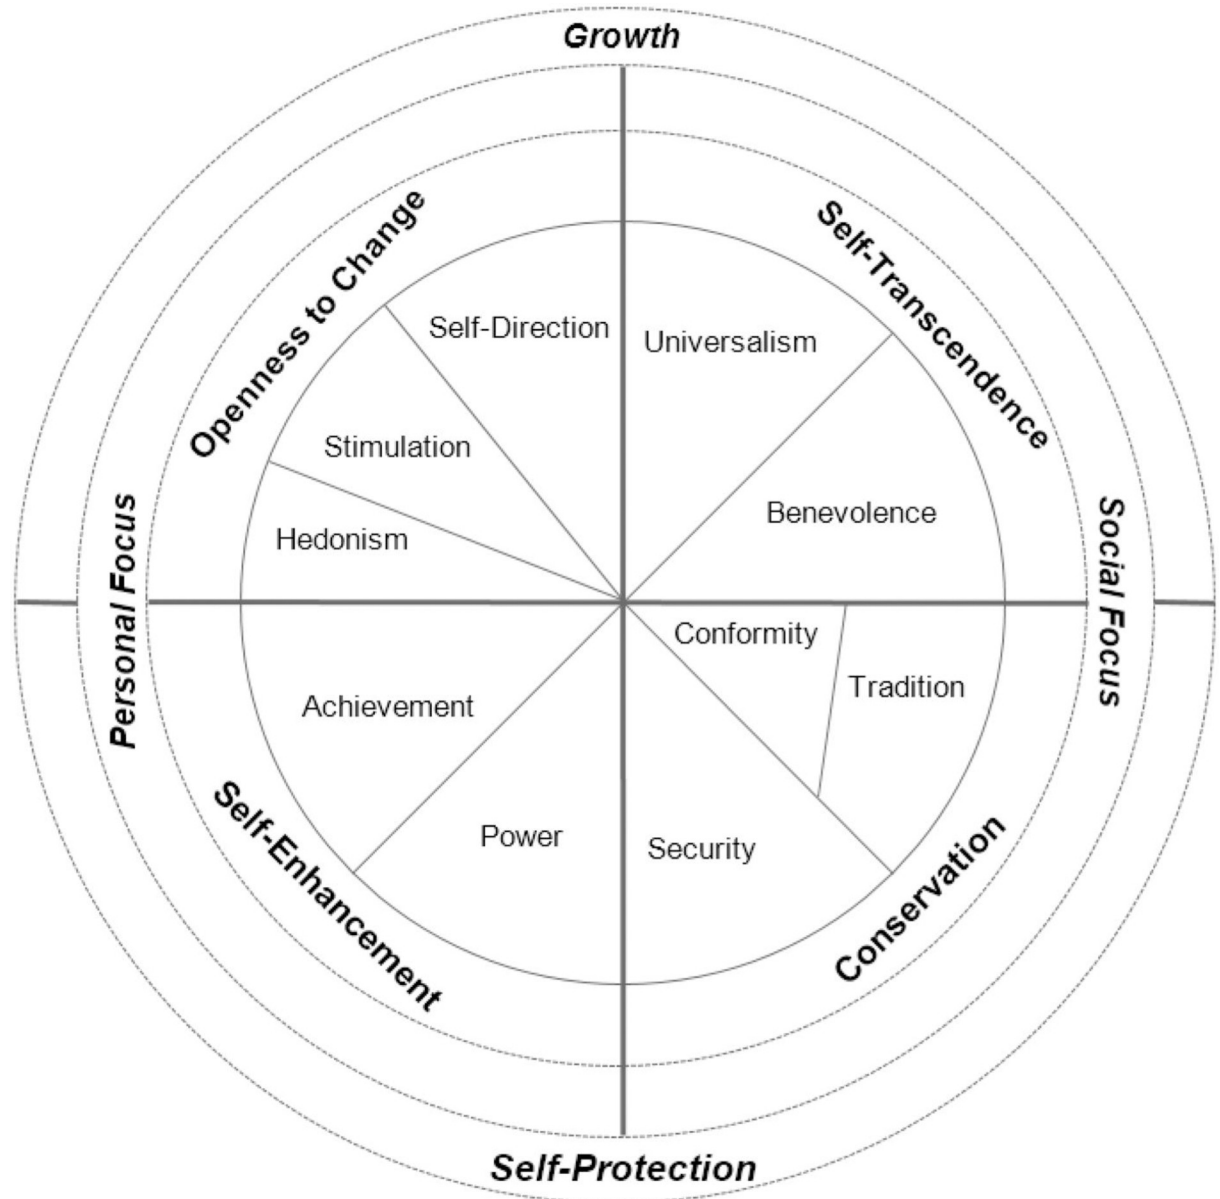 Growth
Openness to Change
Self-Transcendence
Self-Direction
Universalism
Stimulation
Hedonism
Benevolence
Personal Focus
Social Focus
Conformity
Tradition
Achievement
Power
Security
Self-Enhancement
Conservation
Self-Protection